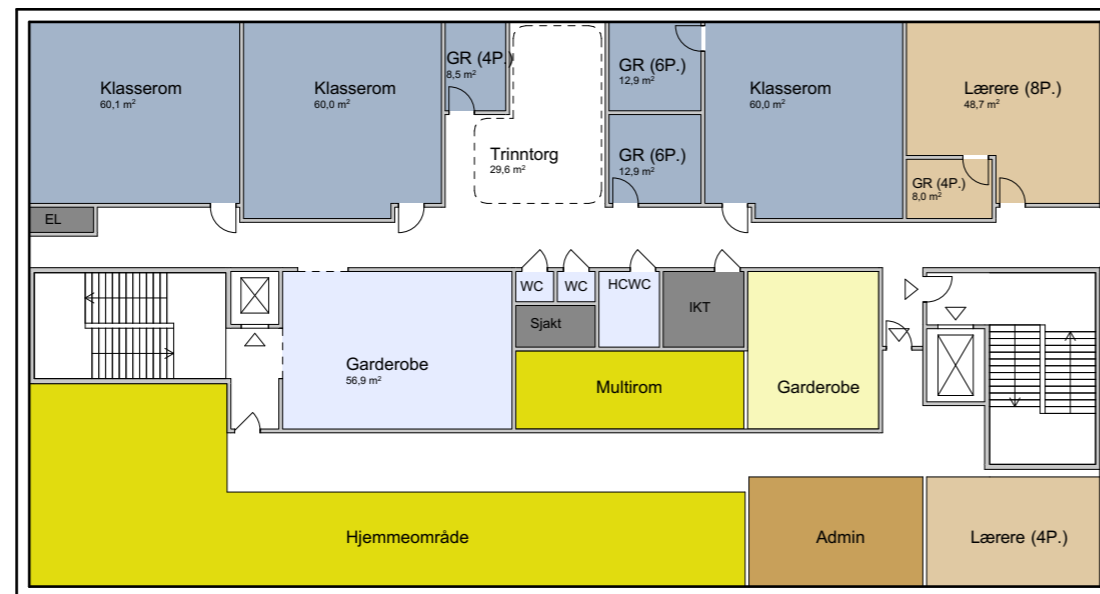 Klasserom
60,1 m²
Klasserom
60,0 m²
GR (4P.)
8,5 m²
Trinntorg
29,6 m²
GR (6P.)
12,9 m²
GR (6P.)
12,9 m²
Klasserom
60,0 m²
Lærere (8P.)
48,7 m²
GR (4P.)
8,0 m²
EL
WC
WC
HCWC
IKT
Sjakt
Garderobe
56,9 m²
Multirom
Garderobe
Hjemmeområde
Admin
Lærere (4P.)